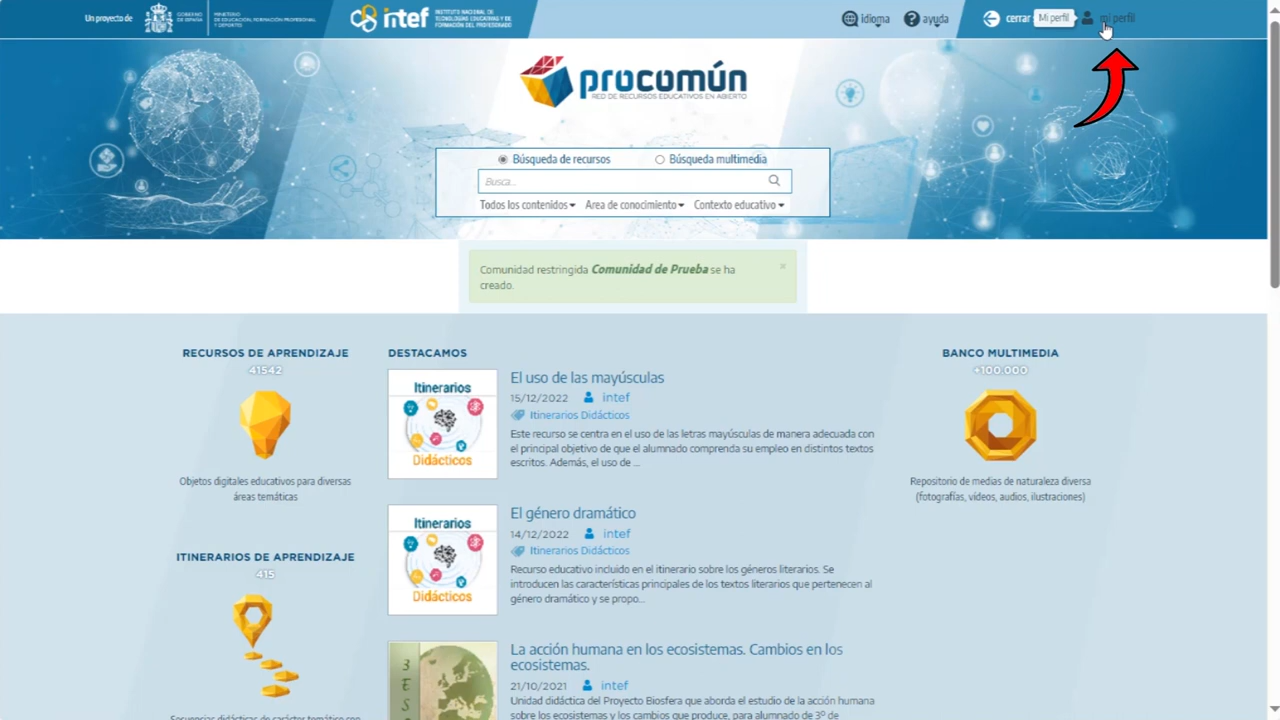 Un proyecto de
GOBIERNO
DE ESPAÑA
MINISTERIO
DE EDUCACIÓN, FORMACIÓN PROFESIONAL
Y DEPORTES
intef
INSTITUTO NACIONAL DE
TECNOLOGÍAS EDUCATIVAS Y DE
FORMACIÓN DEL PROFESORADO
idioma
ayuda
cerrar
Mi perfil
mi perfil
procomún
RED DE RECURSOS EDUCATIVOS EN ABIERTO
Búsqueda de recursos
Búsqueda multimedia
Busca...
Todos los contenidos
Area de conocimiento
Contexto educativo
Comunidad restringida Comunidad de Prueba se ha
creado.
×
RECURSOS DE APRENDIZAJE
41542
Objetos digitales educativos para diversas
áreas temáticas
ITINERARIOS DE APRENDIZAJE
415
Secuencias didácticas de carácter temático con
DESTACAMOS
Itinerarios
Didácticos
El uso de las mayúsculas
15/12/2022 intef
Itinerarios Didácticos
Este recurso se centra en el uso de las letras mayúsculas de manera adecuada con
el principal objetivo de que el alumnado comprenda su empleo en distintos textos
escritos. Además, el uso de ...
Itinerarios
Didácticos
El género dramático
14/12/2022 intef
Itinerarios Didácticos
Recurso educativo incluido en el itinerario sobre los géneros literarios. Se
introducen las características principales de los textos literarios que pertenecen al
género dramático y se propo...
3
E
S
La acción humana en los ecosistemas. Cambios en los
ecosistemas.
21/10/2021 intef
Unidad didáctica del Proyecto Biosfera que aborda el estudio de la acción humana
sobre los ecosistemas y los cambios que produce, para alumnado de 3º de
BANCO MULTIMEDIA
+100.000
Repositorio de medias de naturaleza diversa
(fotografías, vídeos, audios, ilustraciones)